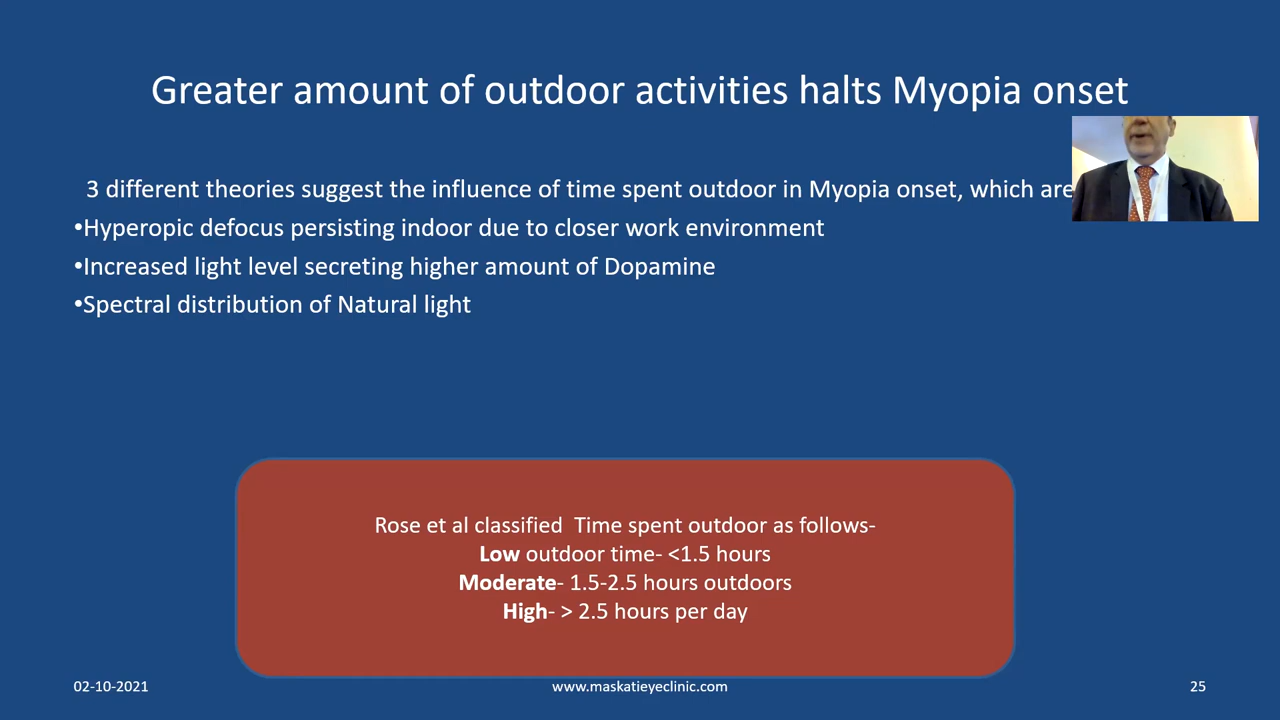 Greater amount of outdoor activities halts Myopia onset
3 different theories suggest the influence of time spent outdoor in Myopia onset, which are
•Hyperopic defocus persisting indoor due to closer work environment
•Increased light level secreting higher amount of Dopamine
•Spectral distribution of Natural light
Rose et al classified  Time spent outdoor as follows-
Low outdoor time- <1.5 hours
Moderate- 1.5-2.5 hours outdoors
High- > 2.5 hours per day
02-10-2021
www.maskatieyeclinic.com
25